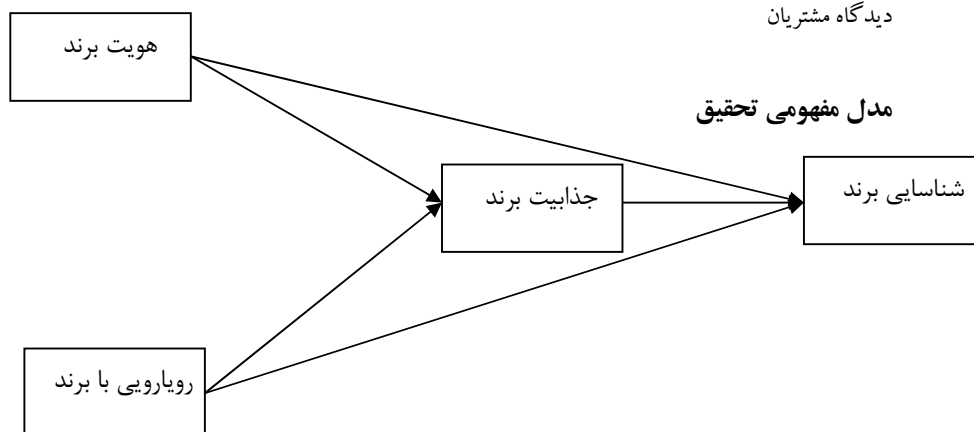 دیدگاه مشتریان
هویت برند
مدل مفهومی تحقیق
شناسایی برند
جذابیت برند
رویارویی با برند